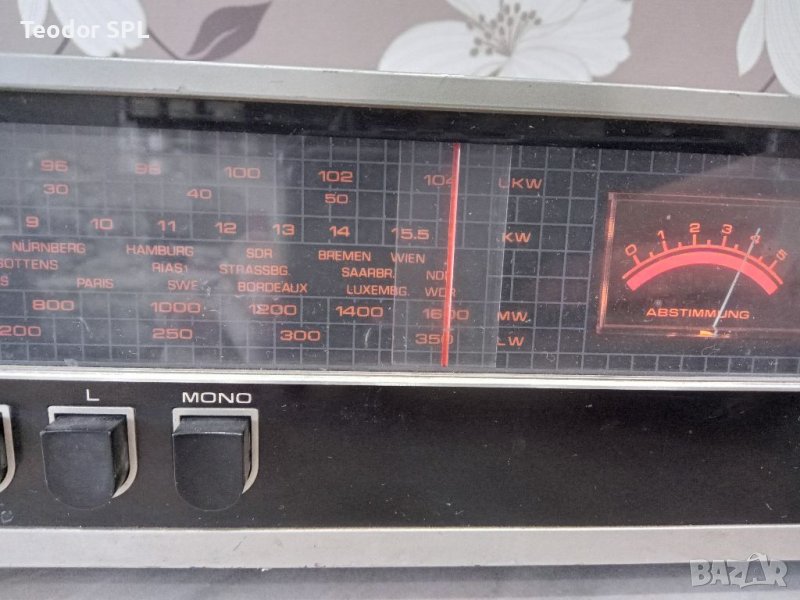 Teodor SPL
96 98 100 102 104 UKW
30 40 50
9 10 11 12 13 14 15.5 KW
NÜRNBERG HAMBURG SDR BREMEN WIEN
SOTTENS RIAS1 STRASSBG. SAARBR. NDR
S PARIS SWF BORDEAUX LUXEMBG. WDR
800 1000 1200 1400 1600 MW
200 250 300 350 LW
0 1 2 3 4 5
ABSTIMMUNG
L MONO
BAZAR